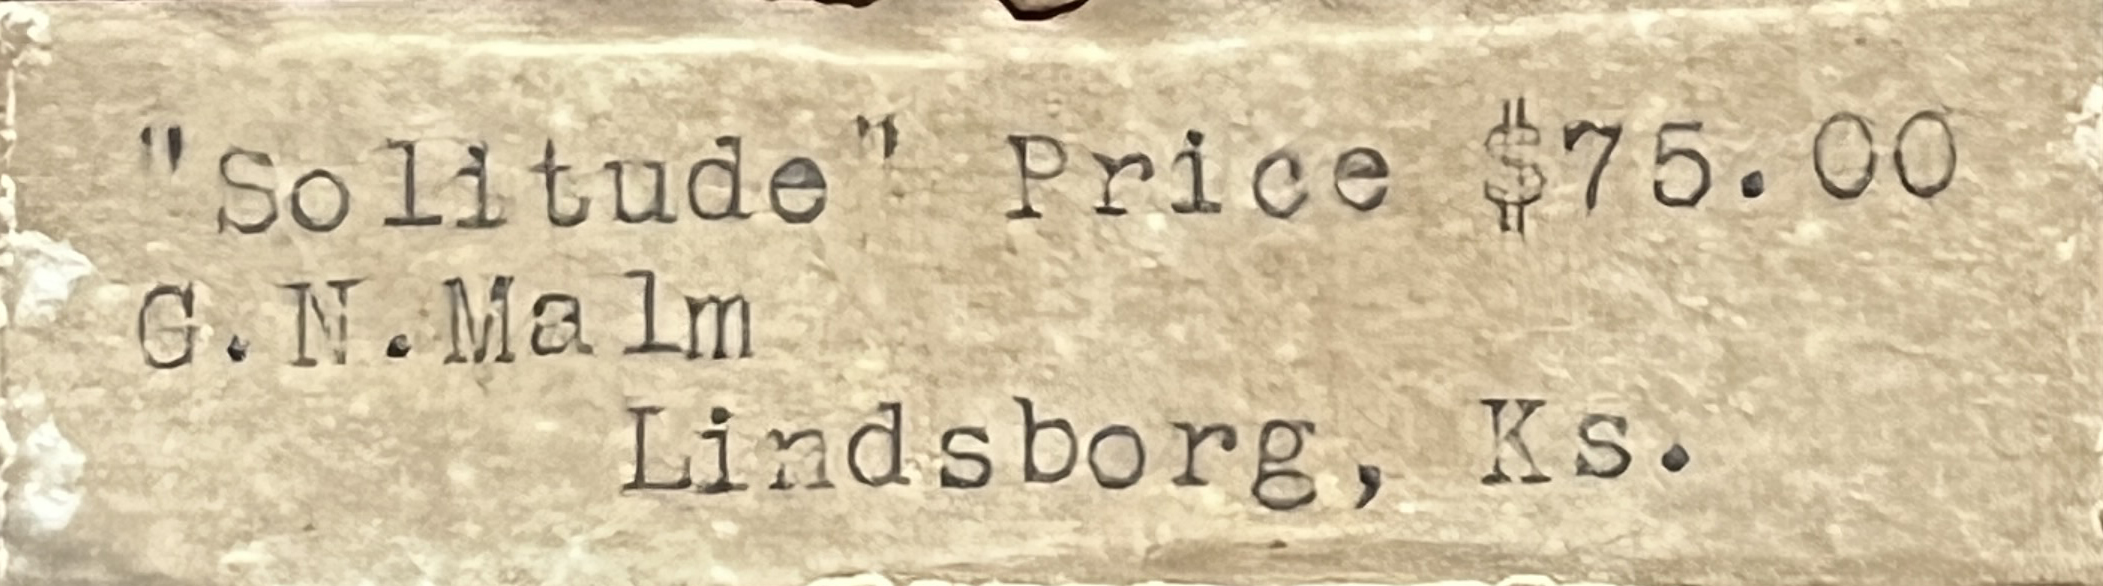 "Solitude" Price $75.00
G.N.Malm
Lindsborg, Ks.